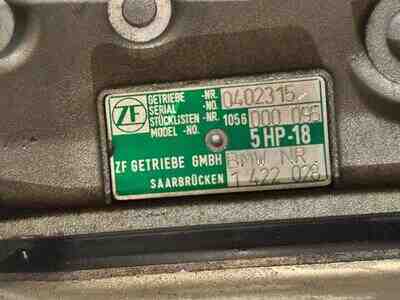 ZF
GETRIEBE -NR. 0402315
SERIAL -NO.
STÜCKLISTEN -NR. 1056 000 095
MODEL -NO.
5 HP-18
ZF GETRIEBE GMBH BMW NR
SAARBRÜCKEN 1 422 028